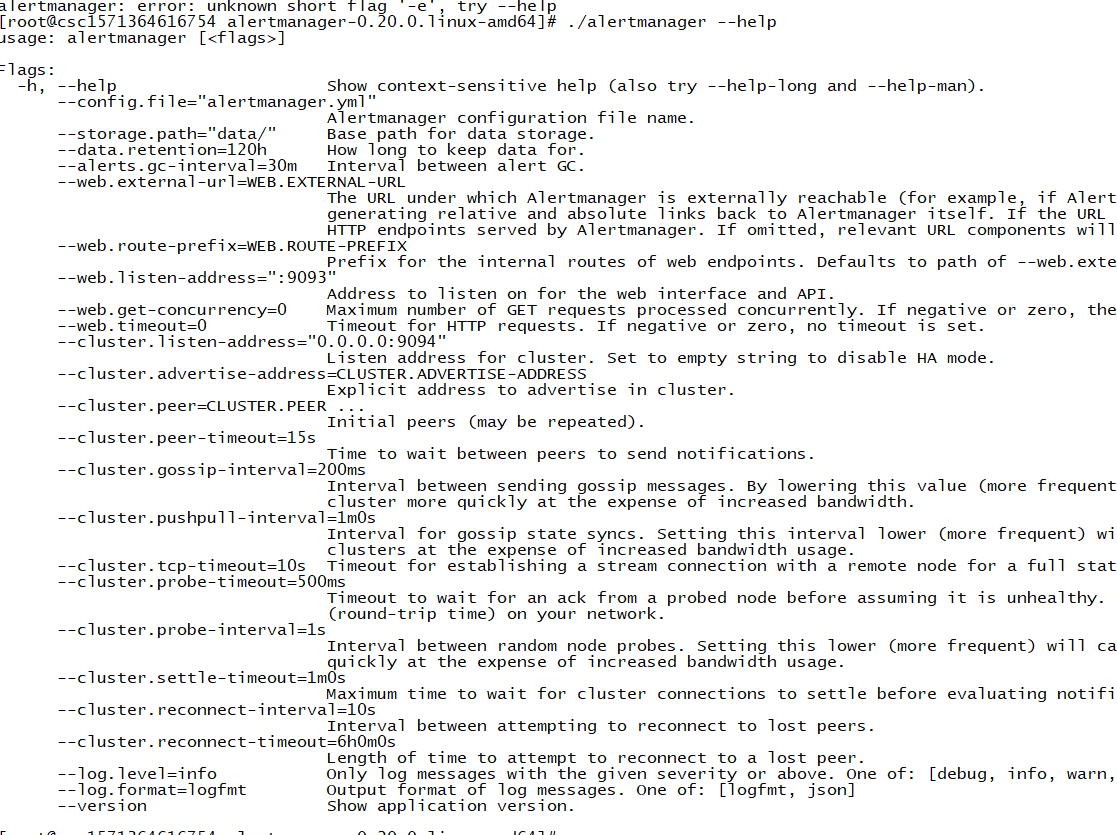 alertmanager: error: unknown short flag '-e', try --help
[root@csc1571364616754 alertmanager-0.20.0.linux-amd64]# ./alertmanager --help
usage: alertmanager [<flags>]
Flags:
-h, --help Show context-sensitive help (also try --help-long and --help-man).
--config.file="alertmanager.yml"
Alertmanager configuration file name.
--storage.path="data/" Base path for data storage.
--data.retention=120h How long to keep data for.
--alerts.gc-interval=30m Interval between alert GC.
--web.external-url=WEB.EXTERNAL-URL
The URL under which Alertmanager is externally reachable (for example, if Alert
generating relative and absolute links back to Alertmanager itself. If the URL
HTTP endpoints served by Alertmanager. If omitted, relevant URL components will
--web.route-prefix=WEB.ROUTE-PREFIX
Prefix for the internal routes of web endpoints. Defaults to path of --web.exte
--web.listen-address=":9093"
Address to listen on for the web interface and API.
--web.get-concurrency=0 Maximum number of GET requests processed concurrently. If negative or zero, the
--web.timeout=0 Timeout for HTTP requests. If negative or zero, no timeout is set.
--cluster.listen-address="0.0.0.0:9094"
Listen address for cluster. Set to empty string to disable HA mode.
--cluster.advertise-address=CLUSTER.ADVERTISE-ADDRESS
Explicit address to advertise in cluster.
--cluster.peer=CLUSTER.PEER ...
Initial peers (may be repeated).
--cluster.peer-timeout=15s
Time to wait between peers to send notifications.
--cluster.gossip-interval=200ms
Interval between sending gossip messages. By lowering this value (more frequent
cluster more quickly at the expense of increased bandwidth.
--cluster.pushpull-interval=1m0s
Interval for gossip state syncs. Setting this interval lower (more frequent) wi
clusters at the expense of increased bandwidth usage.
--cluster.tcp-timeout=10s Timeout for establishing a stream connection with a remote node for a full stat
--cluster.probe-timeout=500ms
Timeout to wait for an ack from a probed node before assuming it is unhealthy.
(round-trip time) on your network.
--cluster.probe-interval=1s
Interval between random node probes. Setting this lower (more frequent) will ca
quickly at the expense of increased bandwidth usage.
--cluster.settle-timeout=1m0s
Maximum time to wait for cluster connections to settle before evaluating notifi
--cluster.reconnect-interval=10s
Interval between attempting to reconnect to lost peers.
--cluster.reconnect-timeout=6h0m0s
Length of time to attempt to reconnect to a lost peer.
--log.level=info Only log messages with the given severity or above. One of: [debug, info, warn,
--log.format=logfmt Output format of log messages. One of: [logfmt, json]
--version Show application version.
[root@csc1571364616754 alertmanager-0.20.0.linux-amd64]#